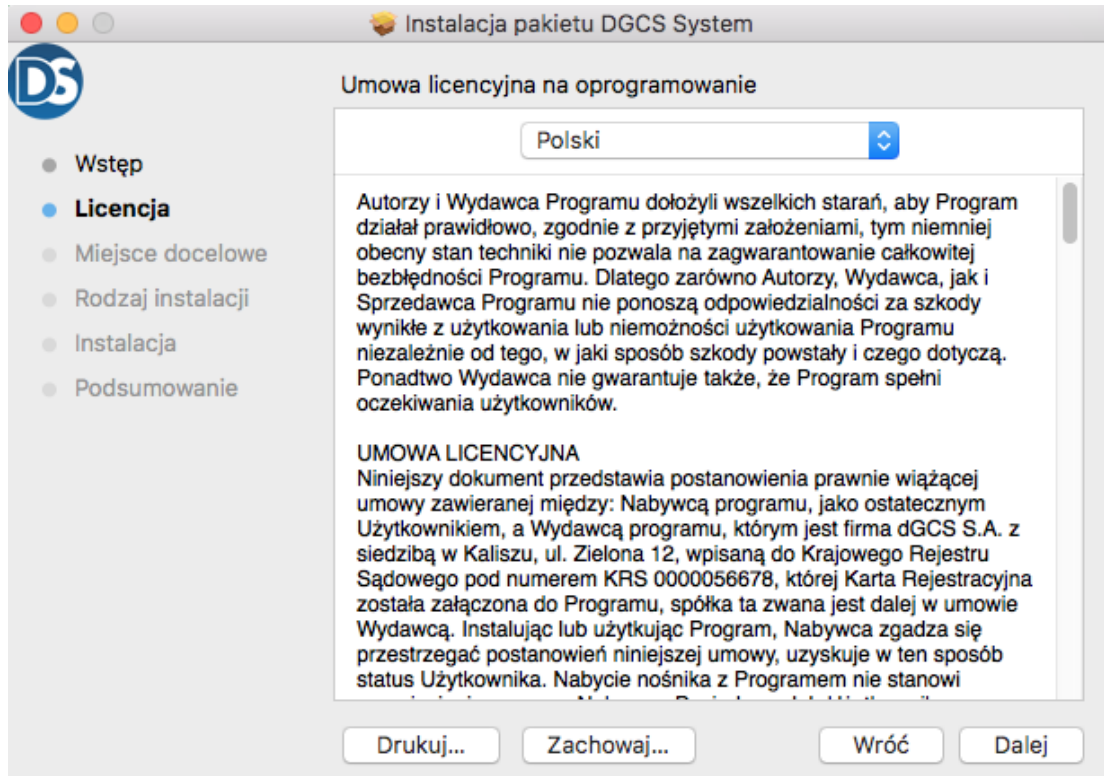 Instalacja pakietu DGCS System
DS
Umowa licencyjna na oprogramowanie
Wstęp
Licencja
Miejsce docelowe
Rodzaj instalacji
Instalacja
Podsumowanie
Polski
Autorzy i Wydawca Programu dołożyli wszelkich starań, aby Program
działał prawidłowo, zgodnie z przyjętymi założeniami, tym niemniej
obecny stan techniki nie pozwala na zagwarantowanie całkowitej
bezbłędności Programu. Dlatego zarówno Autorzy, Wydawca, jak i
Sprzedawca Programu nie ponoszą odpowiedzialności za szkody
wynikłe z użytkowania lub niemożności użytkowania Programu
niezależnie od tego, w jaki sposób szkody powstały i czego dotyczą.
Ponadtwo Wydawca nie gwarantuje także, że Program spełni
oczekiwania użytkowników.
UMOWA LICENCYJNA
Niniejszy dokument przedstawia postanowienia prawnie wiążącej
umowy zawieranej między: Nabywcą programu, jako ostatecznym
Użytkownikiem, a Wydawcą programu, którym jest firma dGCS S.A. z
siedzibą w Kaliszu, ul. Zielona 12, wpisaną do Krajowego Rejestru
Sądowego pod numerem KRS 0000056678, której Karta Rejestracyjna
została załączona do Programu, spółka ta zwana jest dalej w umowie
Wydawcą. Instalując lub użytkując Program, Nabywca zgadza się
przestrzegać postanowień niniejszej umowy, uzyskuje w ten sposób
status Użytkownika. Nabycie nośnika z Programem nie stanowi
Drukuj...
Zachowaj...
Wróć
Dalej